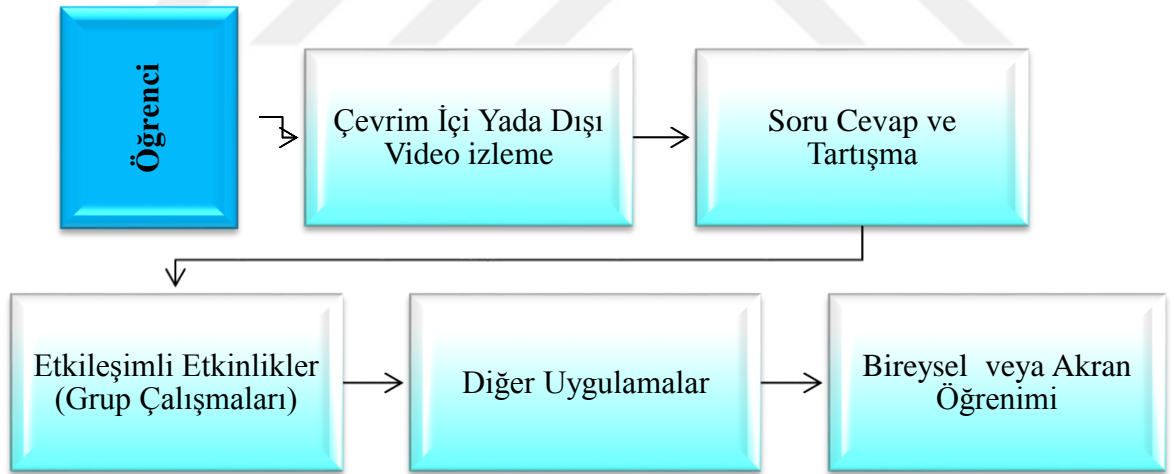 Öğrenci
Çevrim İçi Yada Dışı
Video izleme
Soru Cevap ve
Tartışma
Etkileşimli Etkinlikler
(Grup Çalışmaları)
Diğer Uygulamalar
Bireysel  veya Akran
Öğrenimi